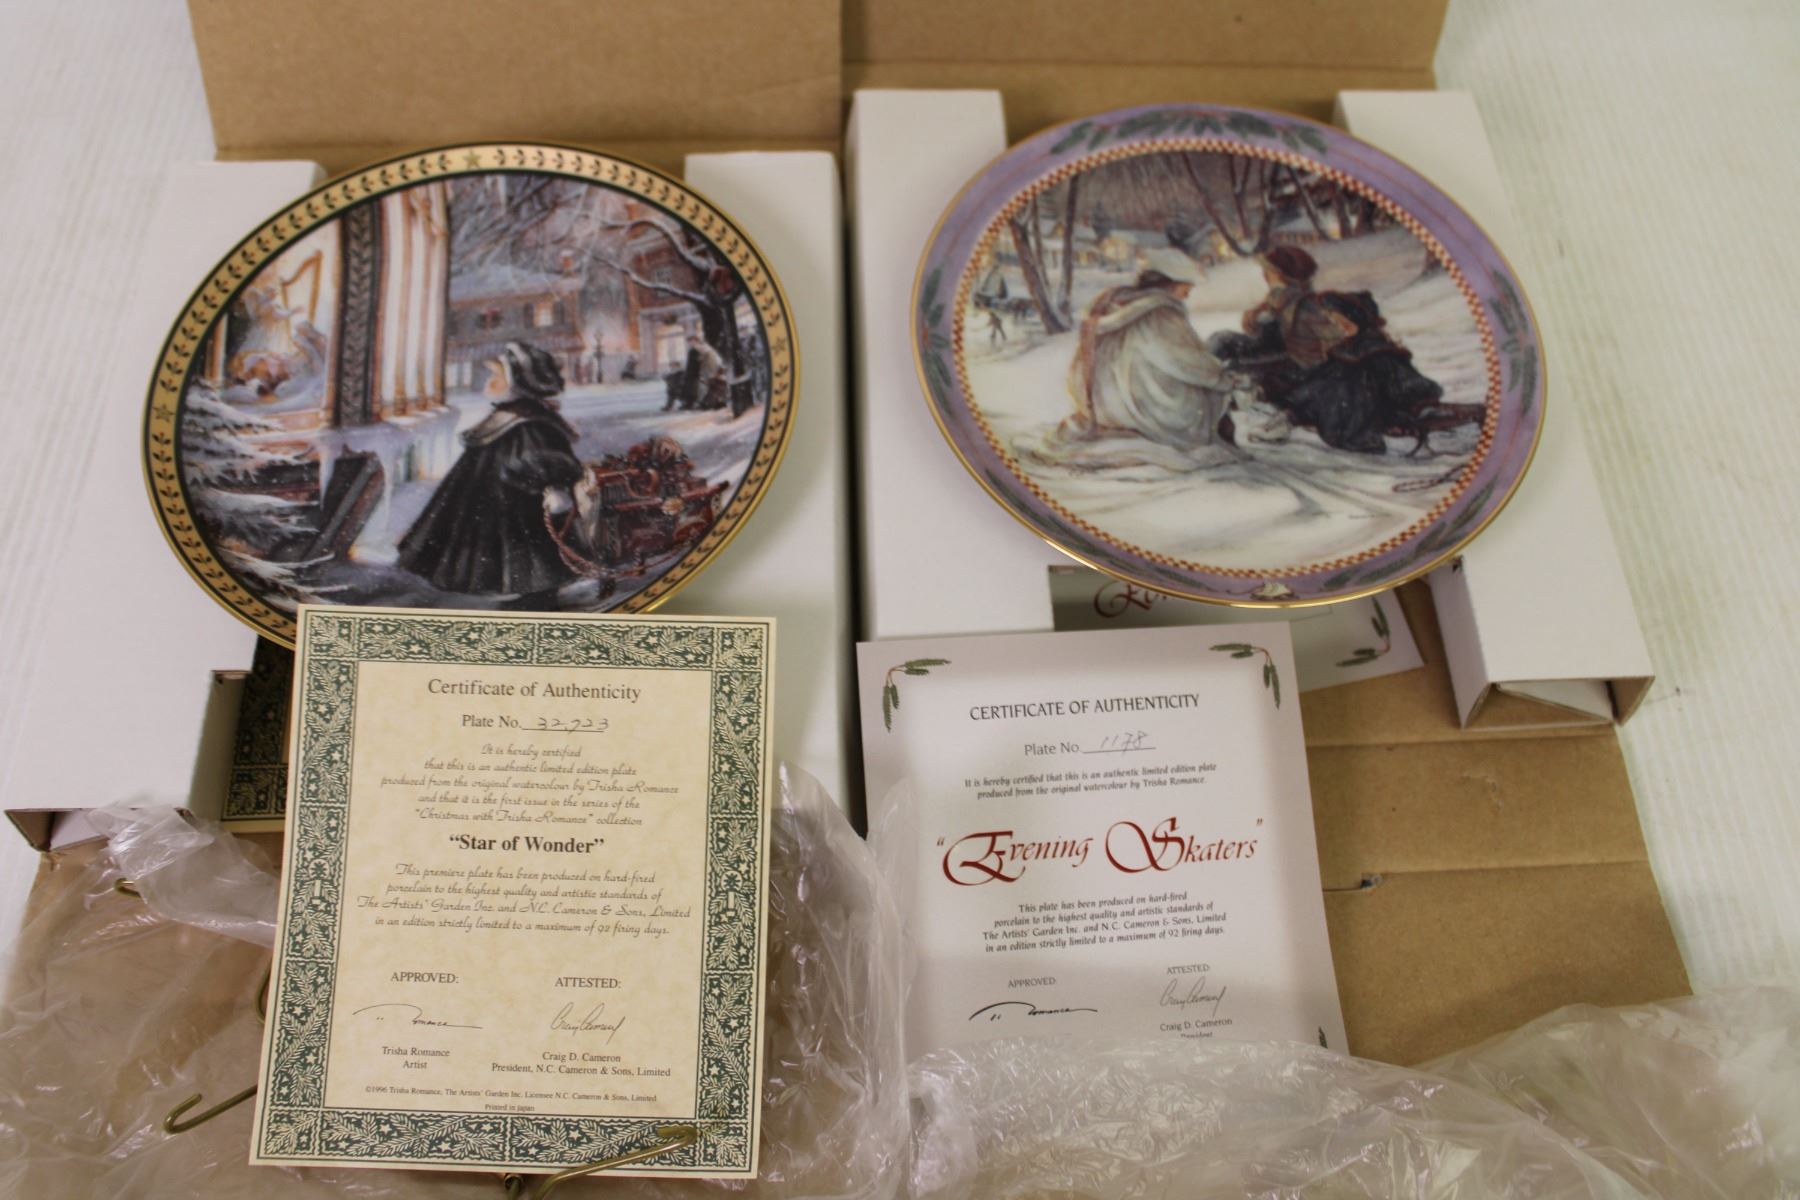 Certificate of Authenticity
Plate No. 32,723
It is hereby certified
that this is an authentic limited edition plate
produced from the original watercolour by Trisha Romance
and that it is the first issue in the series of the
"Christmas with Trisha Romance" collection
"Star of Wonder"
This premiere plate has been produced on hard-fired
porcelain to the highest quality and artistic standards of
The Artists' Garden Inc. and N.C. Cameron & Sons, Limited
in an edition strictly limited to a maximum of 92 firing days.
APPROVED: ATTESTED:
Romance Craig Cameron
Trisha Romance Craig D. Cameron
Artist President, N.C. Cameron & Sons, Limited
©1996 Trisha Romance, The Artists' Garden Inc. Licensee N.C. Cameron & Sons, Limited
Printed in Japan
CERTIFICATE OF AUTHENTICITY
Plate No. 1178
It is hereby certified that this is an authentic limited edition plate
produced from the original watercolour by Trisha Romance.
"Evening Skaters"
This plate has been produced on hard-fired
porcelain to the highest quality and artistic standards of
The Artists' Garden Inc. and N.C. Cameron & Sons, Limited
in an edition strictly limited to a maximum of 92 firing days.
APPROVED: ATTESTED:
Romance Craig Cameron
Craig D. Cameron
President